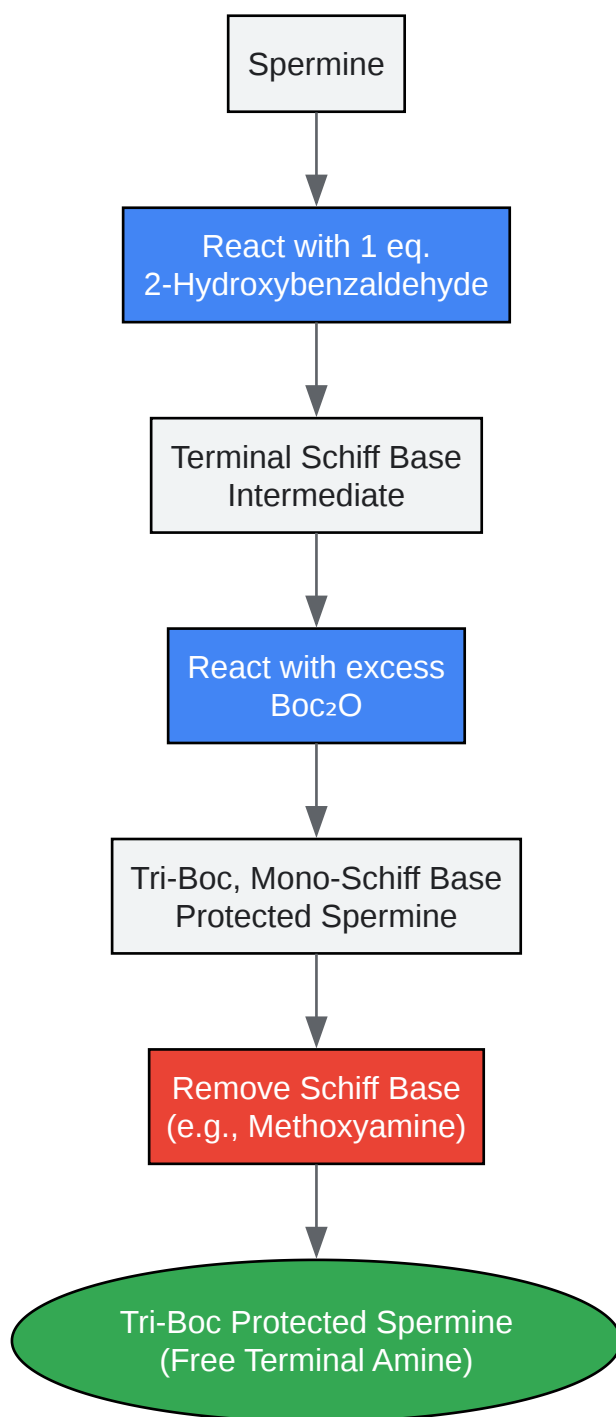 Spermine
React with 1 eq.
2-Hydroxybenzaldehyde
Terminal Schiff Base
Intermediate
React with excess
Boc₂O
Tri-Boc, Mono-Schiff Base
Protected Spermine
Remove Schiff Base
(e.g., Methoxyamine)
Tri-Boc Protected Spermine
(Free Terminal Amine)